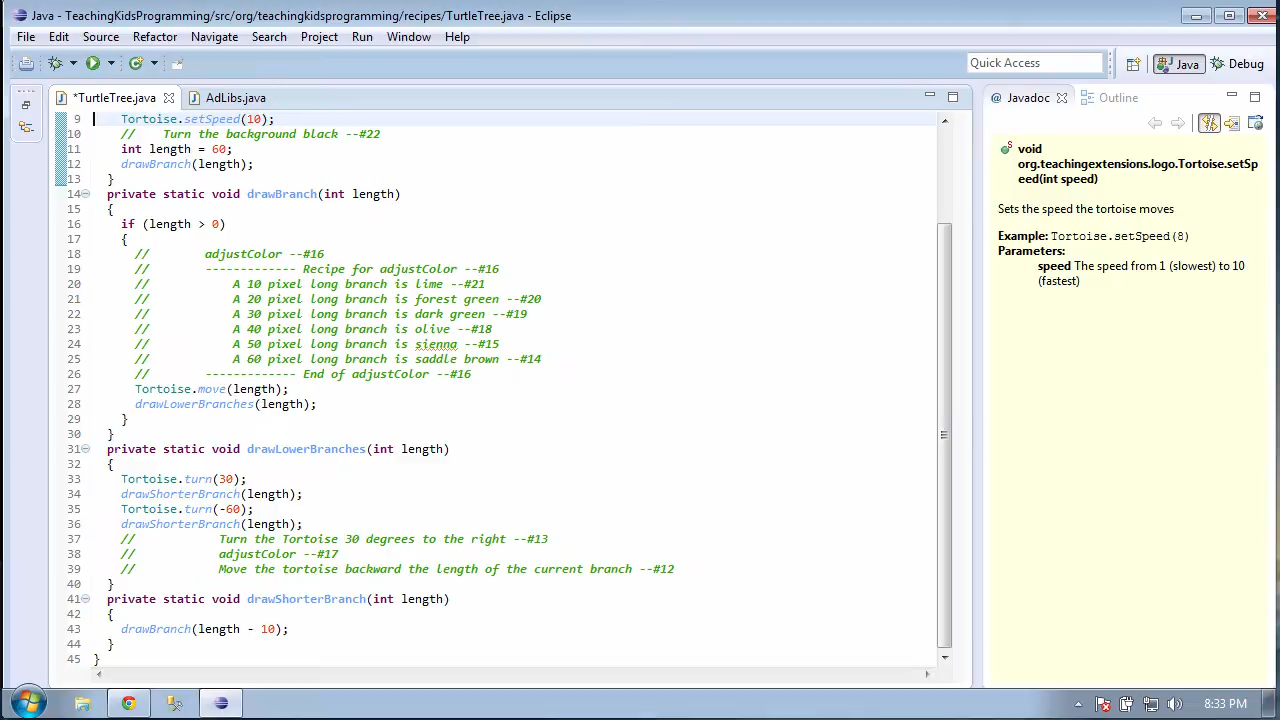 Java - TeachingKidsProgramming/src/org/teachingkidsprogramming/recipes/TurtleTree.java - Eclipse
File Edit Source Refactor Navigate Search Project Run Window Help
Quick Access
Java
Debug
*TurtleTree.java
AdLibs.java
9 Tortoise.setSpeed(10);
10 // Turn the background black --#22
11 int length = 60;
12 drawBranch(length);
13 }
14 private static void drawBranch(int length)
15 {
16 if (length > 0)
17 {
18 // adjustColor --#16
19 // ------------- Recipe for adjustColor --#16
20 // A 10 pixel long branch is lime --#21
21 // A 20 pixel long branch is forest green --#20
22 // A 30 pixel long branch is dark green --#19
23 // A 40 pixel long branch is olive --#18
24 // A 50 pixel long branch is sienna --#15
25 // A 60 pixel long branch is saddle brown --#14
26 // ------------- End of adjustColor --#16
27 Tortoise.move(length);
28 drawLowerBranches(length);
29 }
30 }
31 private static void drawLowerBranches(int length)
32 {
33 Tortoise.turn(30);
34 drawShorterBranch(length);
35 Tortoise.turn(-60);
36 drawShorterBranch(length);
37 // Turn the Tortoise 30 degrees to the right --#13
38 // adjustColor --#17
39 // Move the tortoise backward the length of the current branch --#12
40 }
41 private static void drawShorterBranch(int length)
42 {
43 drawBranch(length - 10);
44 }
45 }
Javadoc
Outline
void
org.teachingextensions.logo.Tortoise.setSp
eed(int speed)
Sets the speed the tortoise moves
Example: Tortoise.setSpeed(8)
Parameters:
speed The speed from 1 (slowest) to 10
(fastest)
8:33 PM